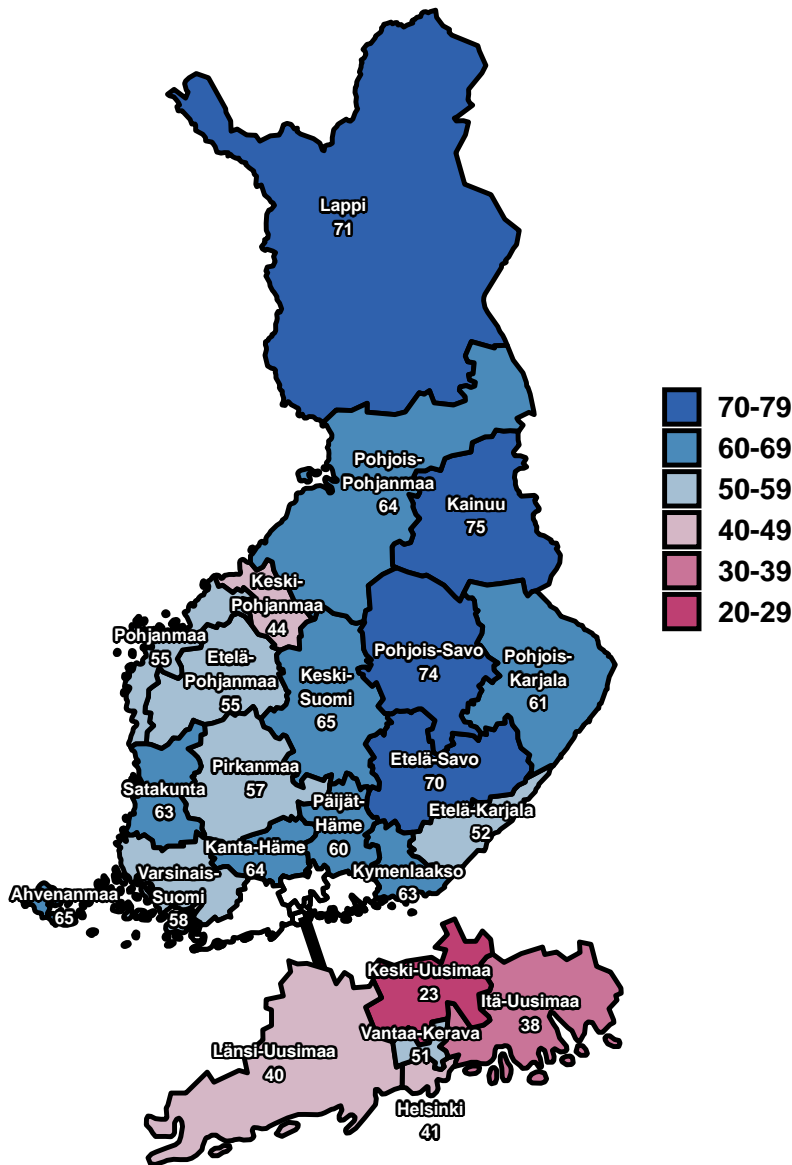 Lappi
71
Pohjois-
Pohjanmaa
64
Kainuu
75
Keski-
Pohjanmaa
44
Pohjanmaa
55
Etelä-
Pohjanmaa
55
Keski-
Suomi
65
Pohjois-Savo
74
Pohjois-
Karjala
61
Pirkanmaa
57
Etelä-Savo
70
Satakunta
63
Päijät-
Häme
60
Etelä-Karjala
52
Kanta-Häme
64
Kymenlaakso
63
Varsinais-
Suomi
58
Ahvenanmaa
65
Keski-Uusimaa
23
Itä-Uusimaa
38
Vantaa-Kerava
51
Länsi-Uusimaa
40
Helsinki
41
70-79
60-69
50-59
40-49
30-39
20-29